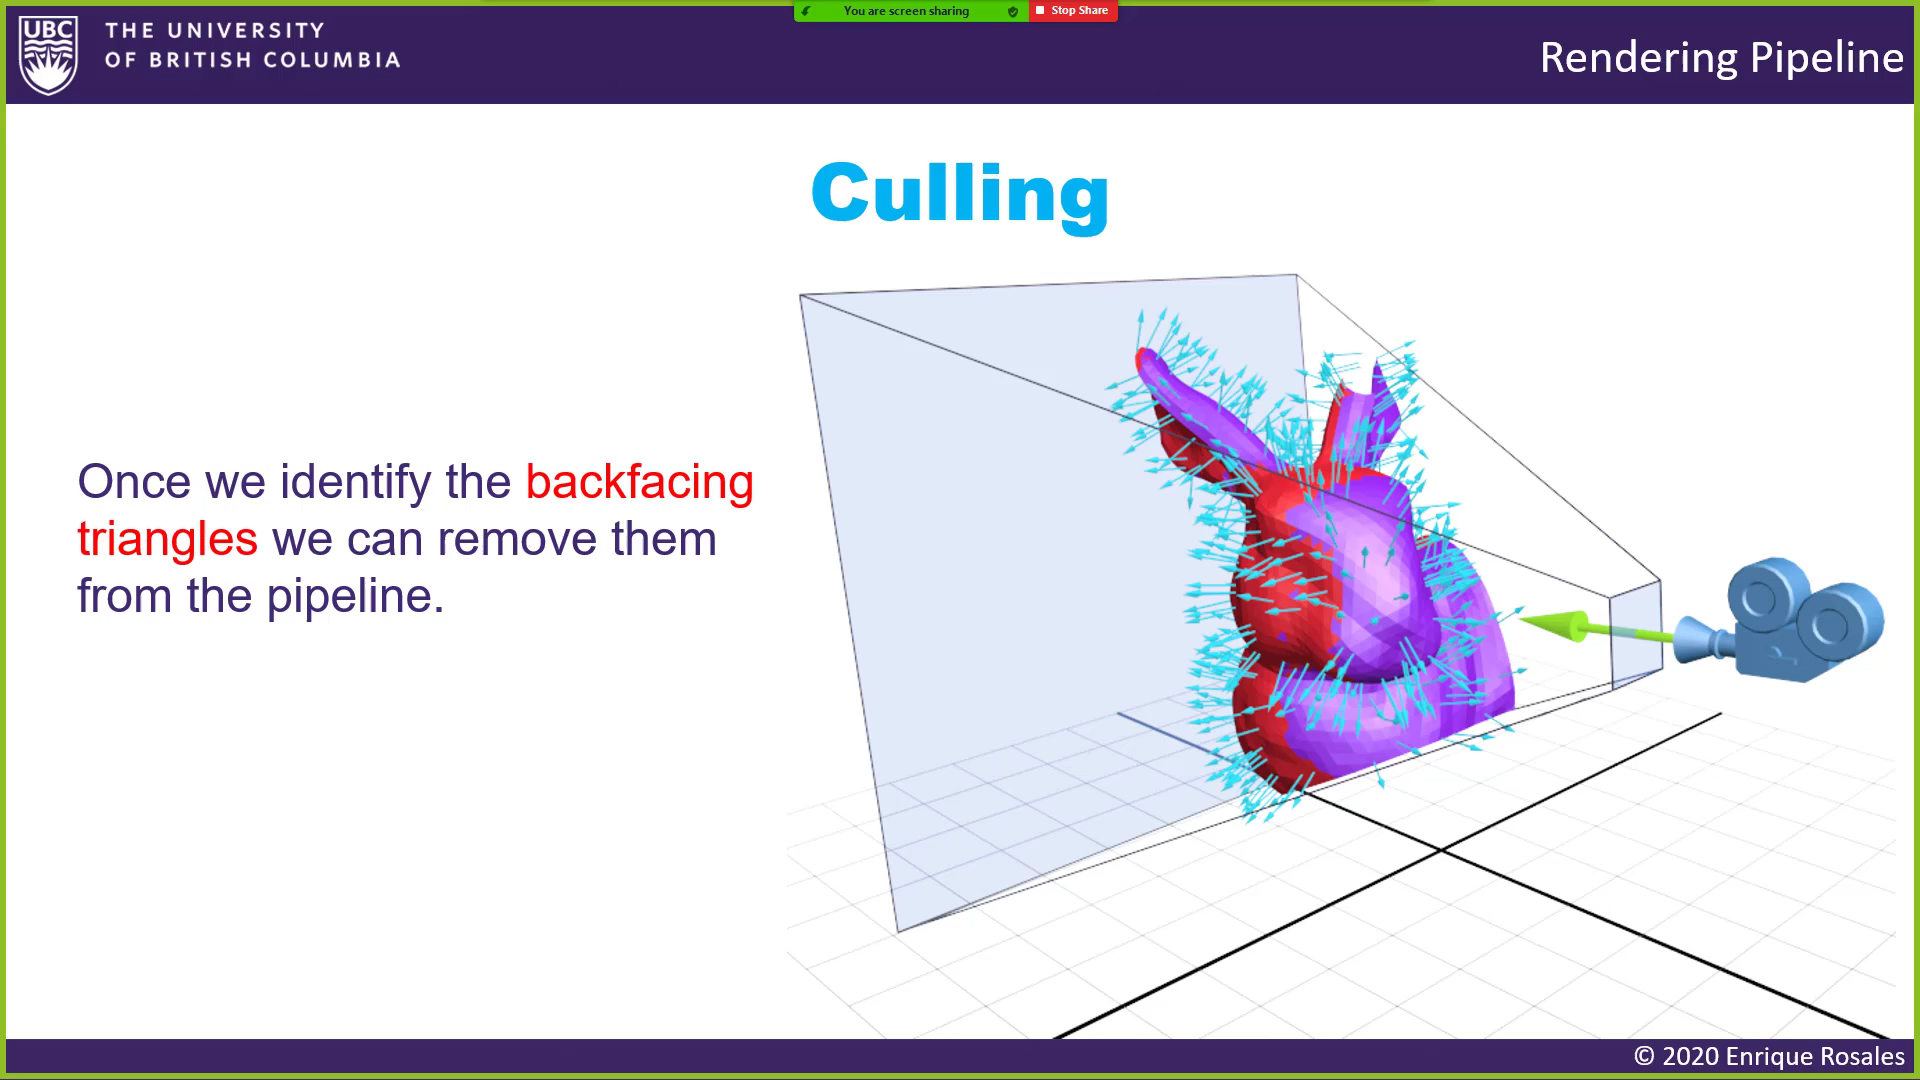 You are screen sharing
Stop Share
UBC
THE UNIVERSITY
OF BRITISH COLUMBIA
Rendering Pipeline
Culling
Once we identify the backfacing
triangles we can remove them
from the pipeline.
© 2020 Enrique Rosales